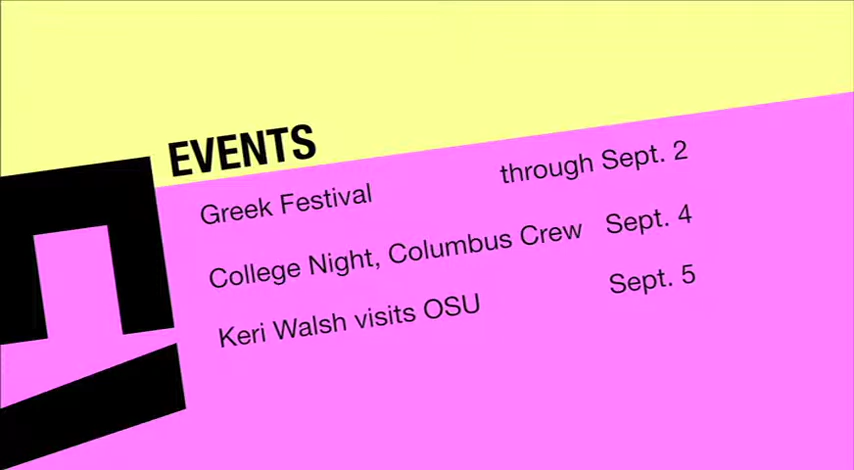 EVENTS
Greek Festival through Sept. 2
College Night, Columbus Crew Sept. 4
Keri Walsh visits OSU Sept. 5